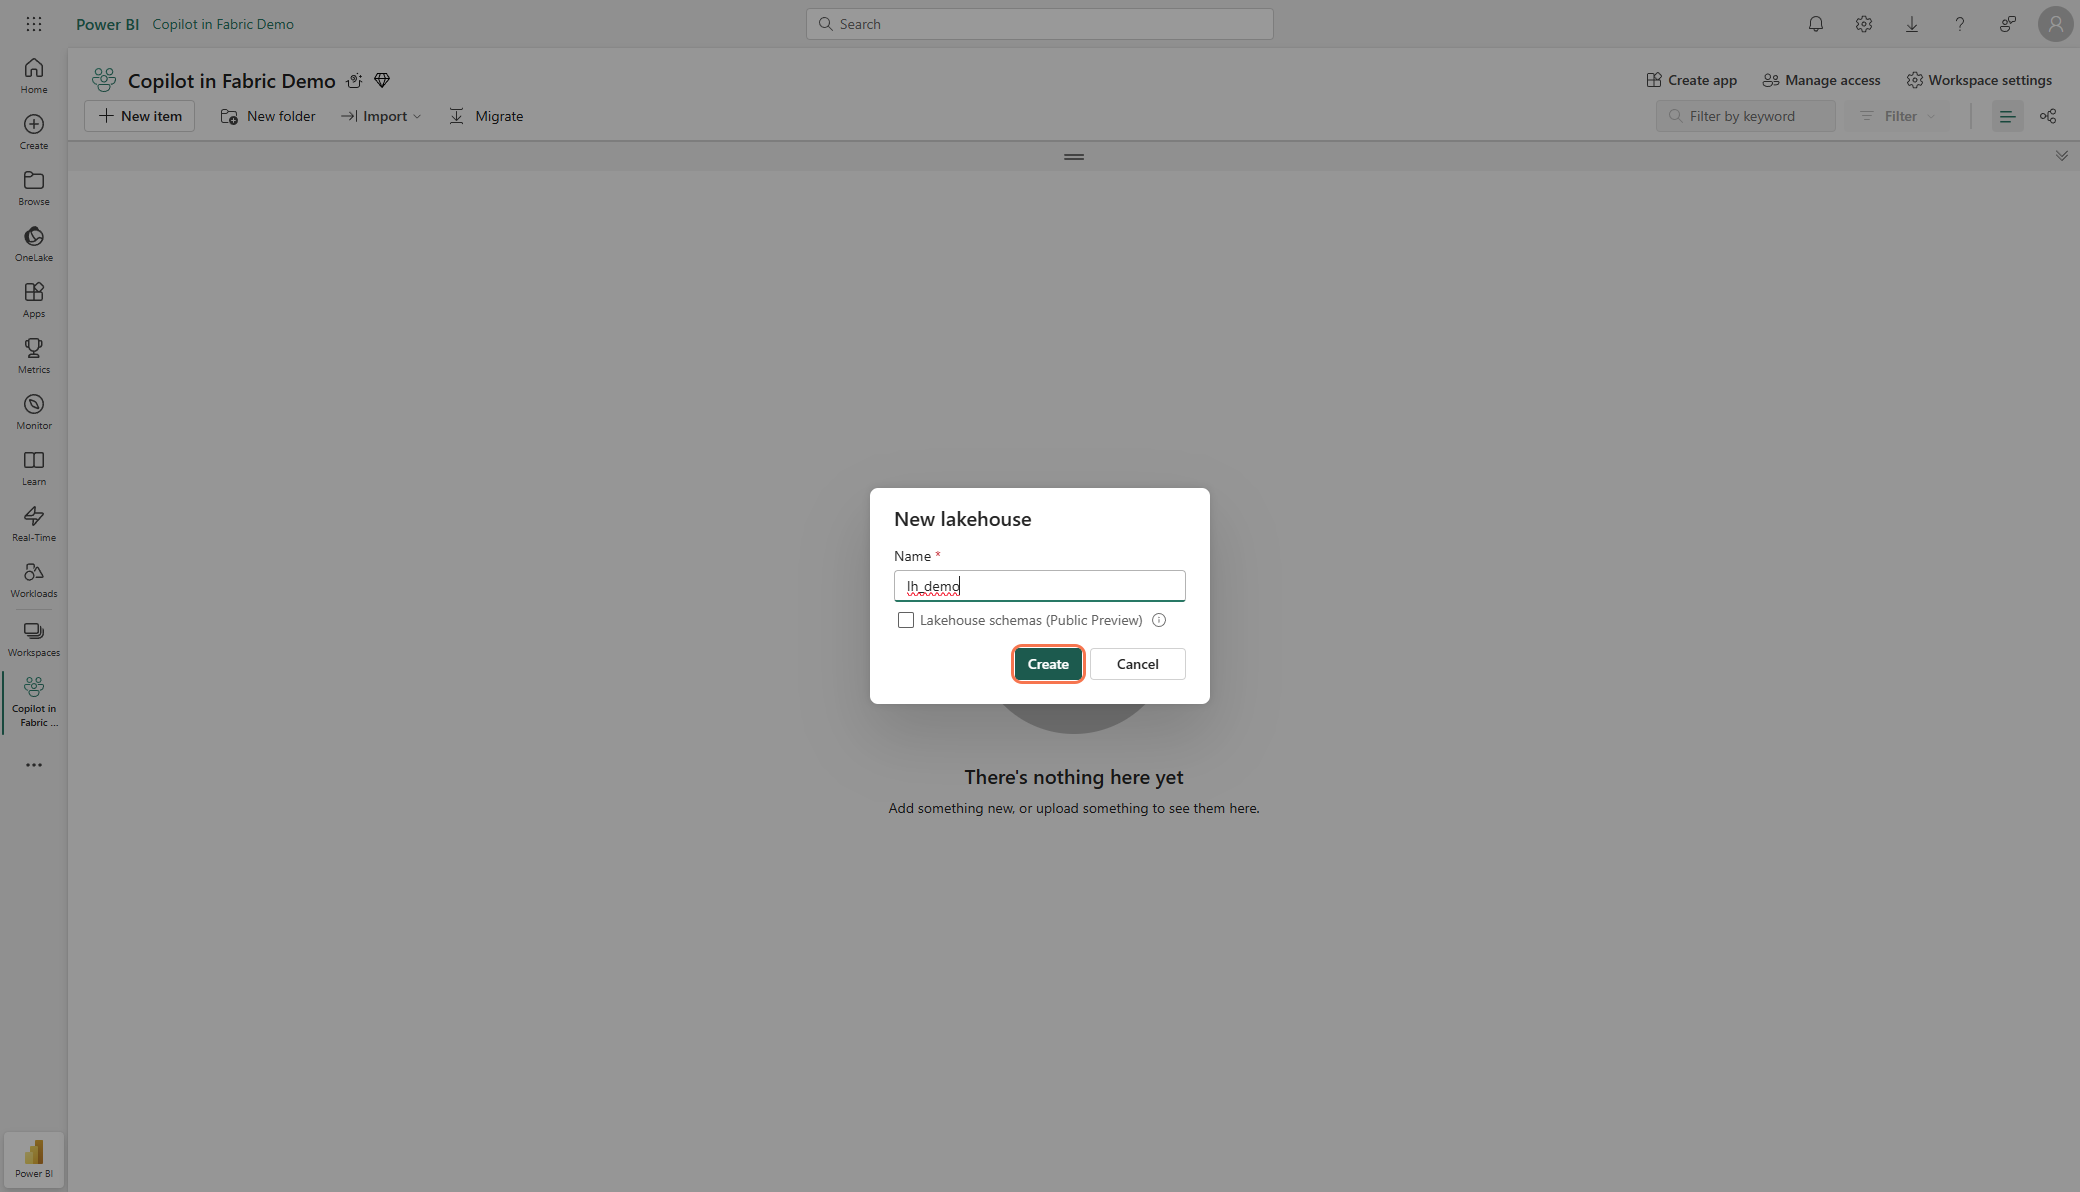 Power BI Copilot in Fabric Demo
Search
Home
Create
Browse
OneLake
Apps
Metrics
Monitor
Learn
Real-Time
Workloads
Workspaces
Copilot in
Fabric ...
Power BI
Copilot in Fabric Demo
Create app Manage access Workspace settings
New item New folder Import Migrate
Filter by keyword Filter
New lakehouse
Name *
lh_demo
Lakehouse schemas (Public Preview)
Create Cancel
There's nothing here yet
Add something new, or upload something to see them here.